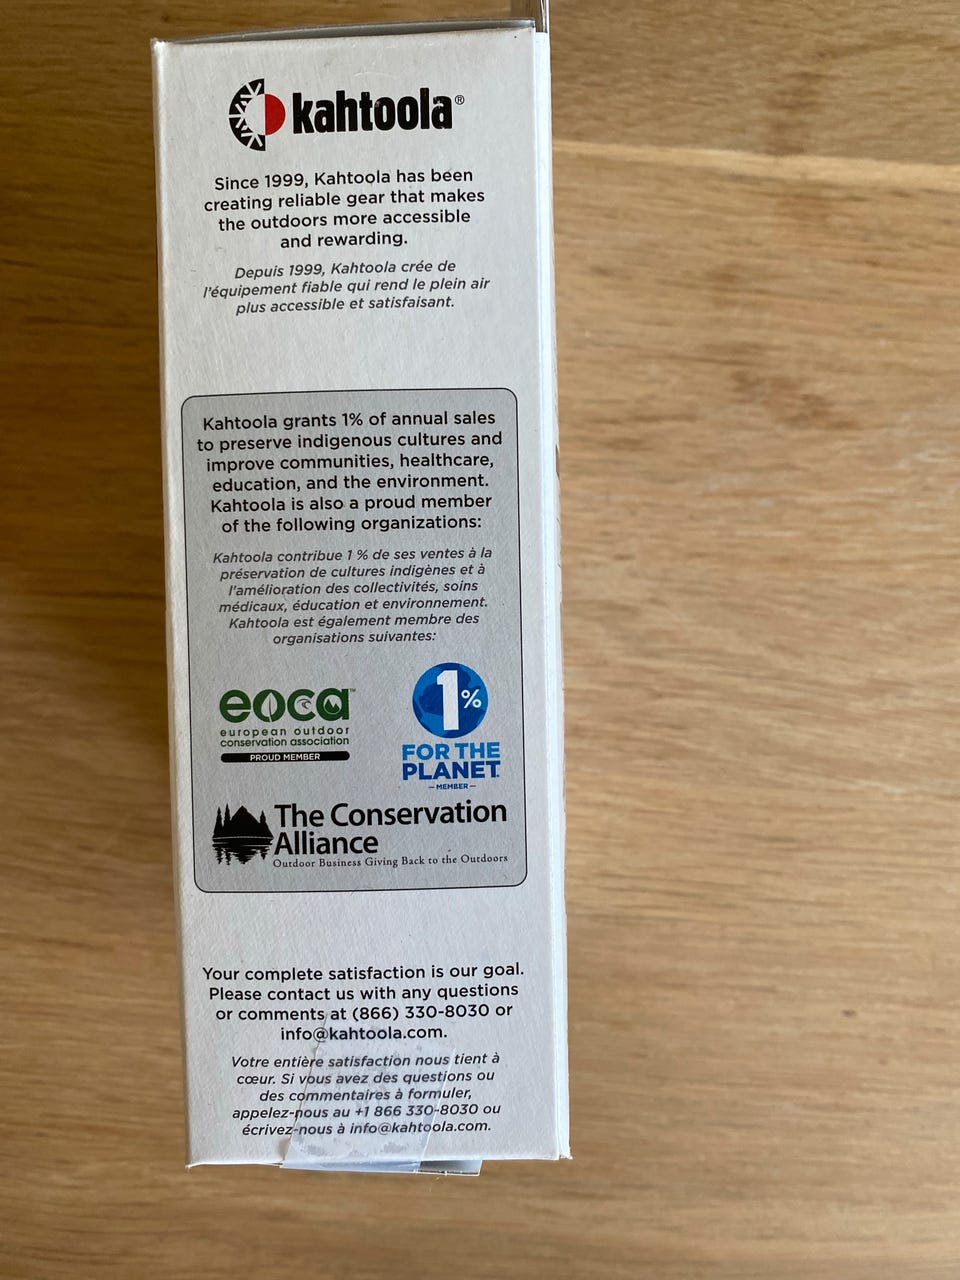 kahtoola®
Since 1999, Kahtoola has been
creating reliable gear that makes
the outdoors more accessible
and rewarding.
Depuis 1999, Kahtoola crée de
l'équipement fiable qui rend le plein air
plus accessible et satisfaisant.
Kahtoola grants 1% of annual sales
to preserve indigenous cultures and
improve communities, healthcare,
education, and the environment.
Kahtoola is also a proud member
of the following organizations:
Kahtoola contribue 1 % de ses ventes à la
préservation de cultures indigènes et à
l'amélioration des collectivités, soins
médicaux, éducation et environnement.
Kahtoola est également membre des
organisations suivantes:
eoca™
european outdoor
conservation association
PROUD MEMBER
1%
FOR THE
PLANET
– MEMBER –
The Conservation
Alliance
Outdoor Business Giving Back to the Outdoors
Your complete satisfaction is our goal.
Please contact us with any questions
or comments at (866) 330-8030 or
info@kahtoola.com.
Votre entière satisfaction nous tient à
cœur. Si vous avez des questions ou
des commentaires à formuler,
appelez-nous au +1 866 330-8030 ou
écrivez-nous à info@kahtoola.com.